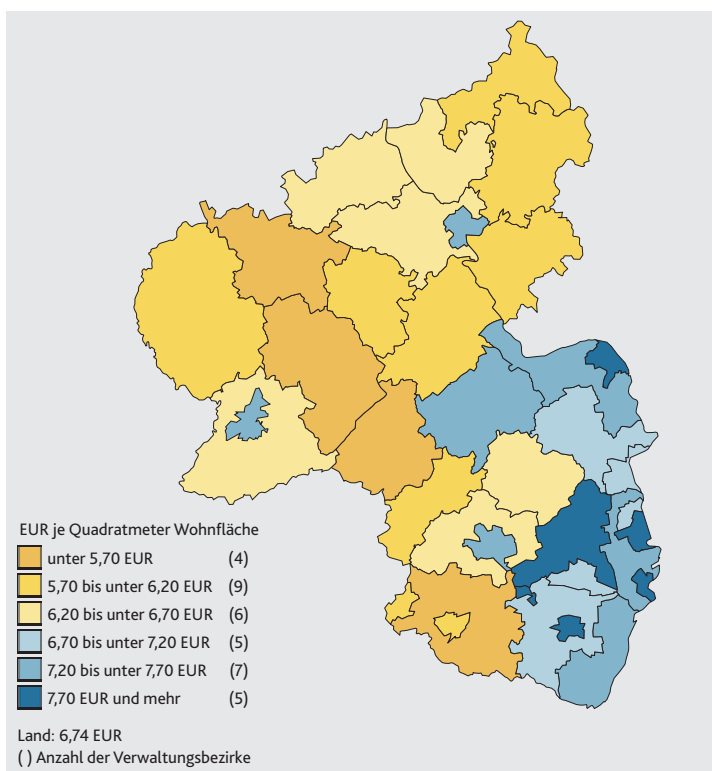 EUR je Quadratmeter Wohnfläche
unter 5,70 EUR (4)
5,70 bis unter 6,20 EUR (9)
6,20 bis unter 6,70 EUR (6)
6,70 bis unter 7,20 EUR (5)
7,20 bis unter 7,70 EUR (7)
7,70 EUR und mehr (5)
Land: 6,74 EUR
( ) Anzahl der Verwaltungsbezirke